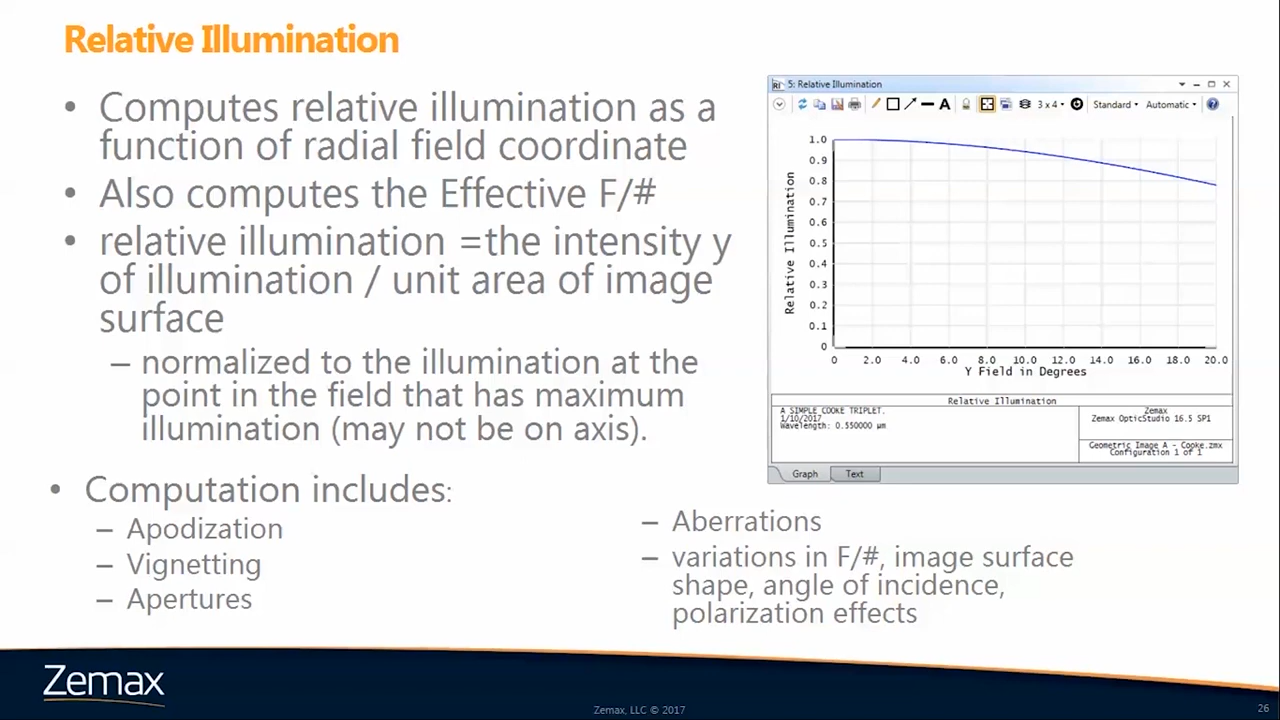 Relative Illumination
• Computes relative illumination as a
function of radial field coordinate
• Also computes the Effective F/#
• relative illumination =the intensity y
of illumination / unit area of image
surface
– normalized to the illumination at the
point in the field that has maximum
illumination (may not be on axis).
• Computation includes:
– Apodization
– Vignetting
– Apertures
– Aberrations
– variations in F/#, image surface
shape, angle of incidence,
polarization effects
5: Relative Illumination
3 x 4 Standard Automatic
Relative Illumination
1.0
0.9
0.8
0.7
0.6
0.5
0.4
0.3
0.2
0.1
0
0 2.0 4.0 6.0 8.0 10.0 12.0 14.0 16.0 18.0 20.0
Y Field in Degrees
Relative Illumination
A SIMPLE COOKE TRIPLET.
1/10/2017
Wavelength: 0.550000 µm
Zemax
Zemax OpticStudio 16.5 SP1
Geometric Image A - Cooke.zmx
Configuration 1 of 1
Graph Text
Zemax
Zemax, LLC © 2017
26